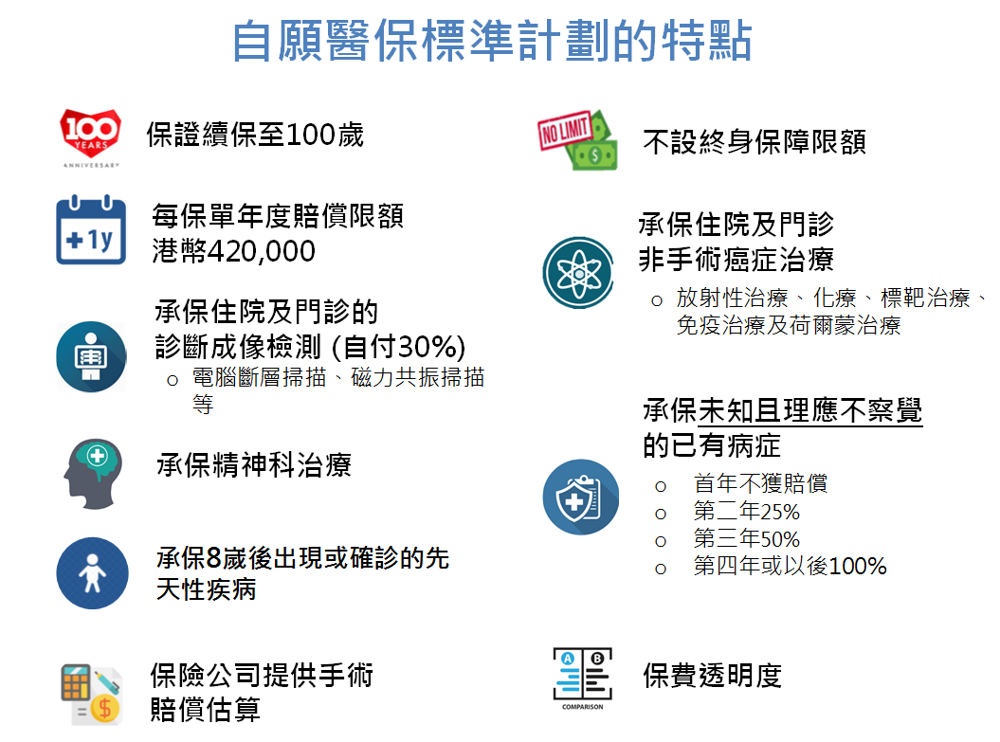 自願醫保標準計劃的特點
100
YEARS
ANNIVERSARY
保證續保至100歲
+1y
每保單年度賠償限額
港幣420,000
承保住院及門診的
診斷成像檢測 (自付30%)
o 電腦斷層掃描、磁力共振掃描
等
承保精神科治療
承保8嵗後出現或確診的先
天性疾病
=$
保險公司提供手術
賠償估算
NO LIMIT
$
不設終身保障限額
承保住院及門診
非手術癌症治療
o 放射性治療、化療、標靶治療、
免疫治療及荷爾蒙治療
承保未知且理應不察覺
的已有病症
o 首年不獲賠償
o 第二年25%
o 第三年50%
o 第四年或以後100%
A B
COMPARISON
保費透明度